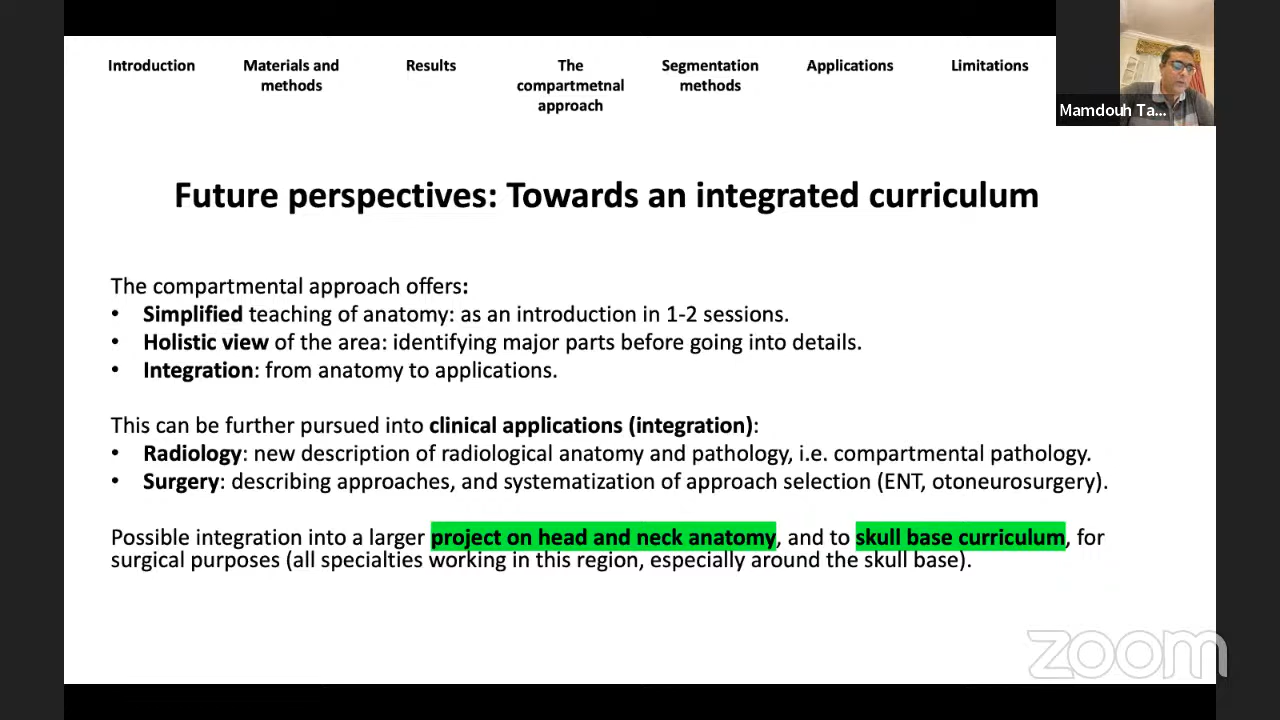 Introduction
Materials and
methods
Results
The
compartmetnal
approach
Segmentation
methods
Applications
Limitations
Mamdouh Ta...
Future perspectives: Towards an integrated curriculum
The compartmental approach offers:
• Simplified teaching of anatomy: as an introduction in 1-2 sessions.
• Holistic view of the area: identifying major parts before going into details.
• Integration: from anatomy to applications.
This can be further pursued into clinical applications (integration):
• Radiology: new description of radiological anatomy and pathology, i.e. compartmental pathology.
• Surgery: describing approaches, and systematization of approach selection (ENT, otoneurosurgery).
Possible integration into a larger project on head and neck anatomy, and to skull base curriculum, for
surgical purposes (all specialties working in this region, especially around the skull base).
zoom